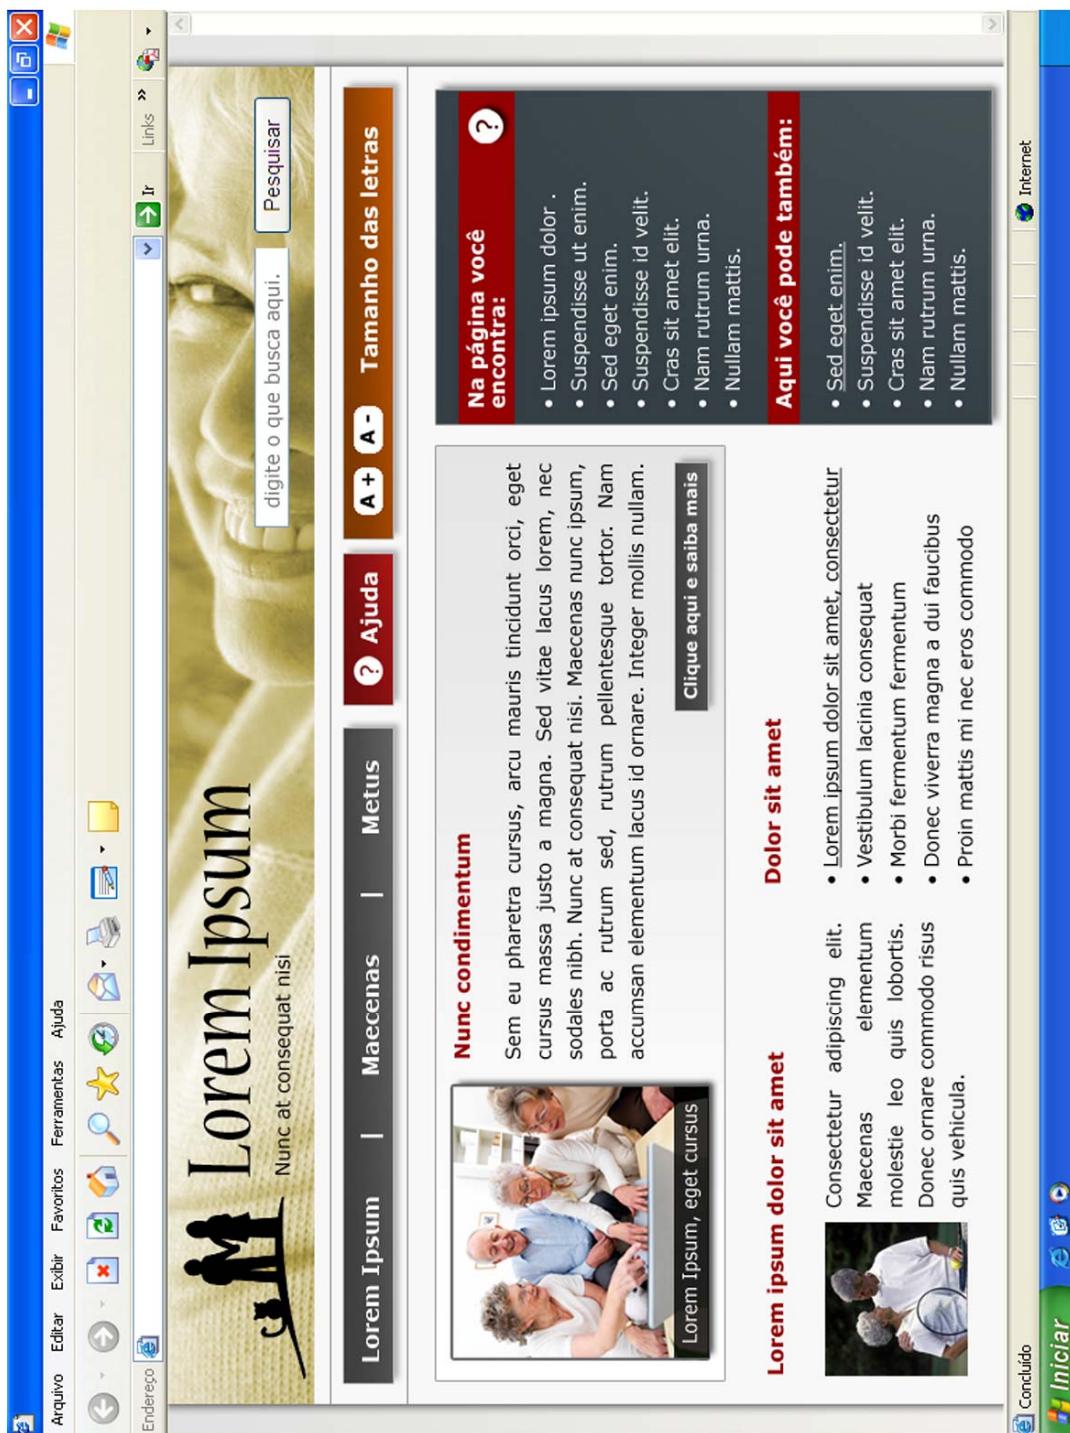 Arquivo Editar Exibir Favoritos Ferramentas Ajuda
Endereço
Ir
Links »
Lorem Ipsum
Nunc at consequat nisi
digite o que busca aqui.
Pesquisar
Lorem Ipsum | Maecenas | Metus
? Ajuda
A + A - Tamanho das letras
Lorem Ipsum, eget cursus
Nunc condimentum
Sem eu pharetra cursus, arcu mauris tincidunt orci, eget
cursus massa justo a magna. Sed vitae lacus lorem, nec
sodales nibh. Nunc at consequat nisi. Maecenas nunc ipsum,
porta ac rutrum sed, rutrum pellentesque tortor. Nam
accumsan elementum lacus id ornare. Integer mollis nullam.
Clique aqui e saiba mais
Lorem ipsum dolor sit amet
Consectetur adipiscing elit.
Maecenas elementum
molestie leo quis lobortis.
Donec ornare commodo risus
quis vehicula.
Dolor sit amet
• Lorem ipsum dolor sit amet, consectetur
• Vestibulum lacinia consequat
• Morbi fermentum fermentum
• Donec viverra magna a dui faucibus
• Proin mattis mi nec eros commodo
Na página você
encontra:
?
• Lorem ipsum dolor .
• Suspendisse ut enim.
• Sed eget enim.
• Suspendisse id velit.
• Cras sit amet elit.
• Nam rutrum urna.
• Nullam mattis.
Aqui você pode também:
• Sed eget enim.
• Suspendisse id velit.
• Cras sit amet elit.
• Nam rutrum urna.
• Nullam mattis.
Concluído
Internet
Iniciar